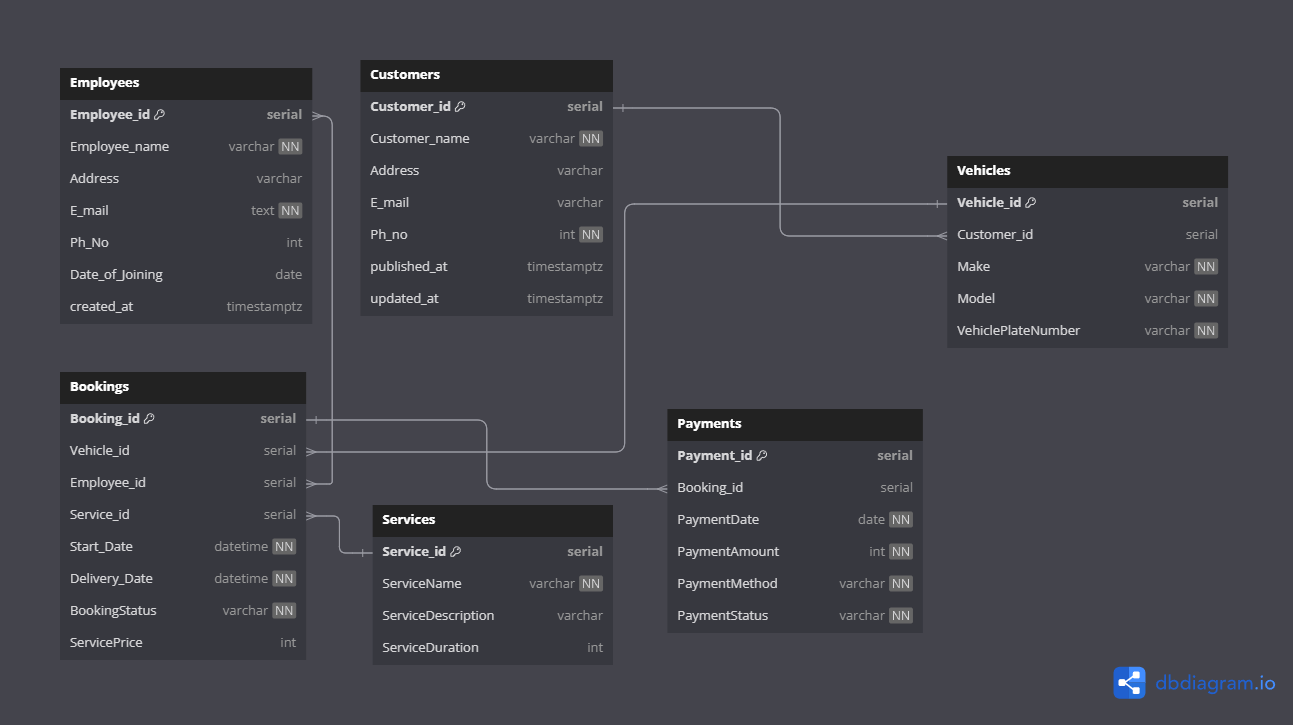 Employees
Employee_id serial
Employee_name varchar NN
Address varchar
E_mail text NN
Ph_No int
Date_of_Joining date
created_at timestamptz
Customers
Customer_id serial
Customer_name varchar NN
Address varchar
E_mail varchar
Ph_no int NN
published_at timestamptz
updated_at timestamptz
Vehicles
Vehicle_id serial
Customer_id serial
Make varchar NN
Model varchar NN
VehiclePlateNumber varchar NN
Bookings
Booking_id serial
Vehicle_id serial
Employee_id serial
Service_id serial
Start_Date datetime NN
Delivery_Date datetime NN
BookingStatus varchar NN
ServicePrice int
Services
Service_id serial
ServiceName varchar NN
ServiceDescription varchar
ServiceDuration int
Payments
Payment_id serial
Booking_id serial
PaymentDate date NN
PaymentAmount int NN
PaymentMethod varchar NN
PaymentStatus varchar NN
dbdiagram.io